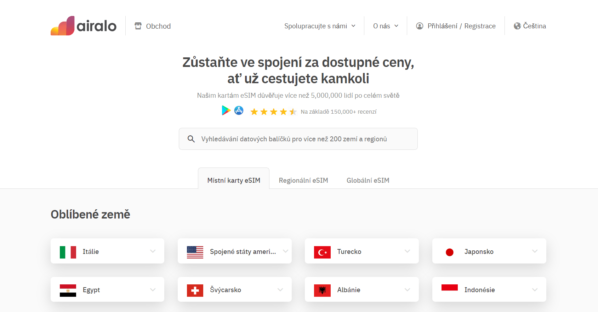 airalo
Obchod
Spolupracujte s námi
O nás
Přihlášení / Registrace
Čeština
Zůstaňte ve spojení za dostupné ceny,
ať už cestujete kamkoli
Našim kartám eSIM důvěřuje více než 5,000,000 lidí po celém světě
Na základě 150,000+ recenzí
Vyhledávání datových balíčků pro více než 200 zemí a regionů
Místní karty eSIM
Regionální eSIM
Globální eSIM
Oblíbené země
Itálie
Spojené státy ameri...
Turecko
Japonsko
Egypt
Švýcarsko
Albánie
Indonésie